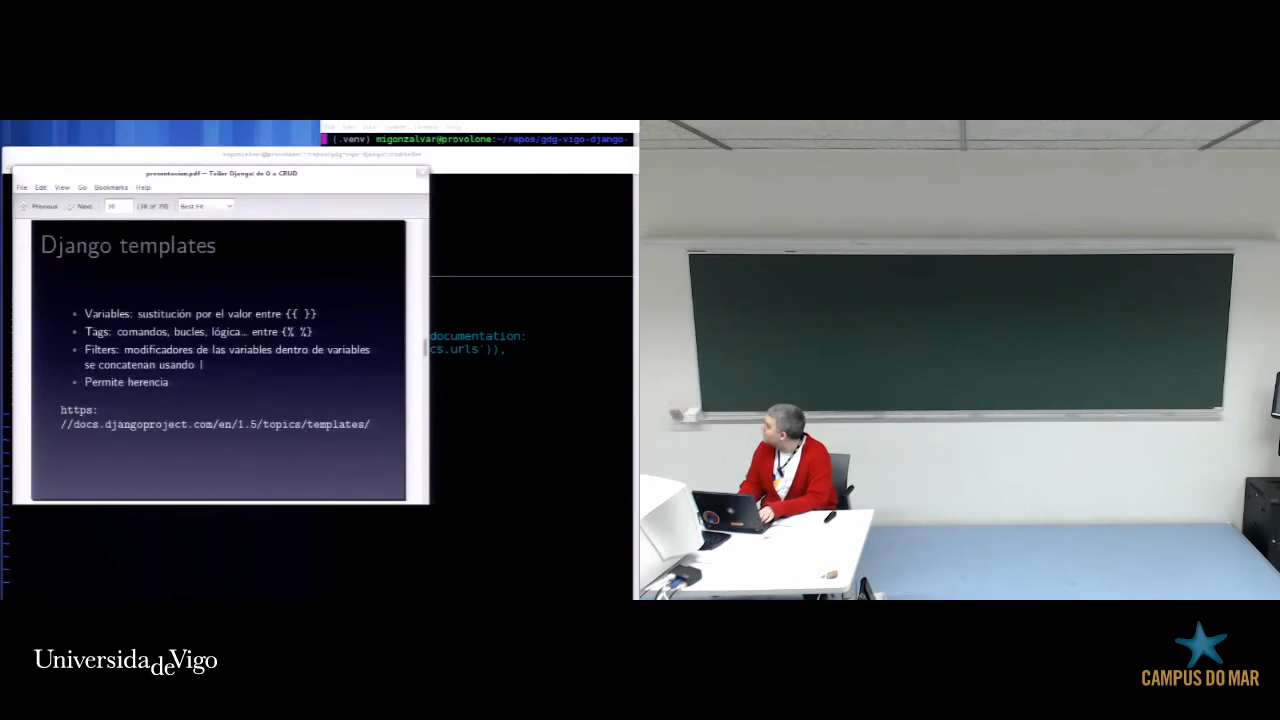 (.venv) migonzalvar@provolone:~/repos/gdg-vigo-django-
presentacion.pdf — Taller Django: de 0 a CRUD
File Edit View Go Bookmarks Help
Previous Next (36 of 79) Best Fit
Django templates
• Variables: sustitución por el valor entre {{ }}
• Tags: comandos, bucles, lógica... entre {% %}
• Filters: modificadores de las variables dentro de variables
se concatenan usando |
• Permite herencia
https:
//docs.djangoproject.com/en/1.5/topics/templates/
documentation:
cs.urls')),
Universidade Vigo
CAMPUS DO MAR